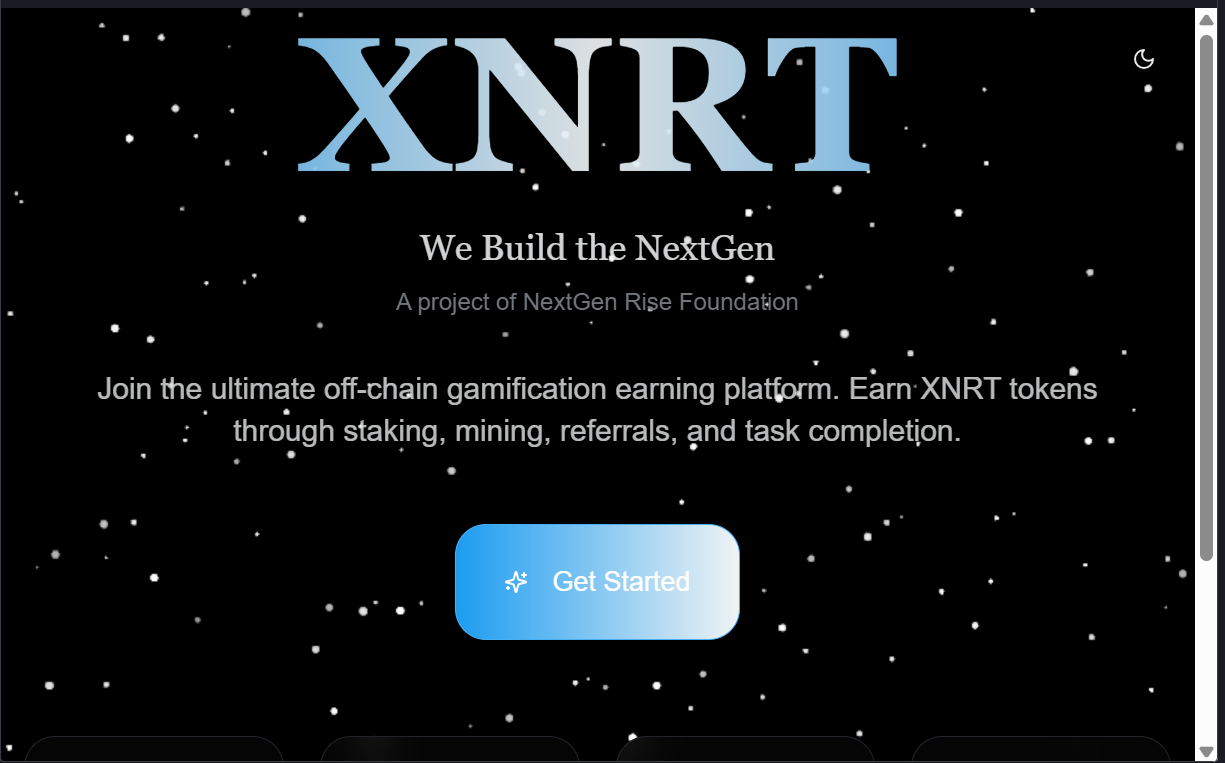 XNRT
We Build the NextGen
A project of NextGen Rise Foundation
Join the ultimate off-chain gamification earning platform. Earn XNRT tokens
through staking, mining, referrals, and task completion.
Get Started